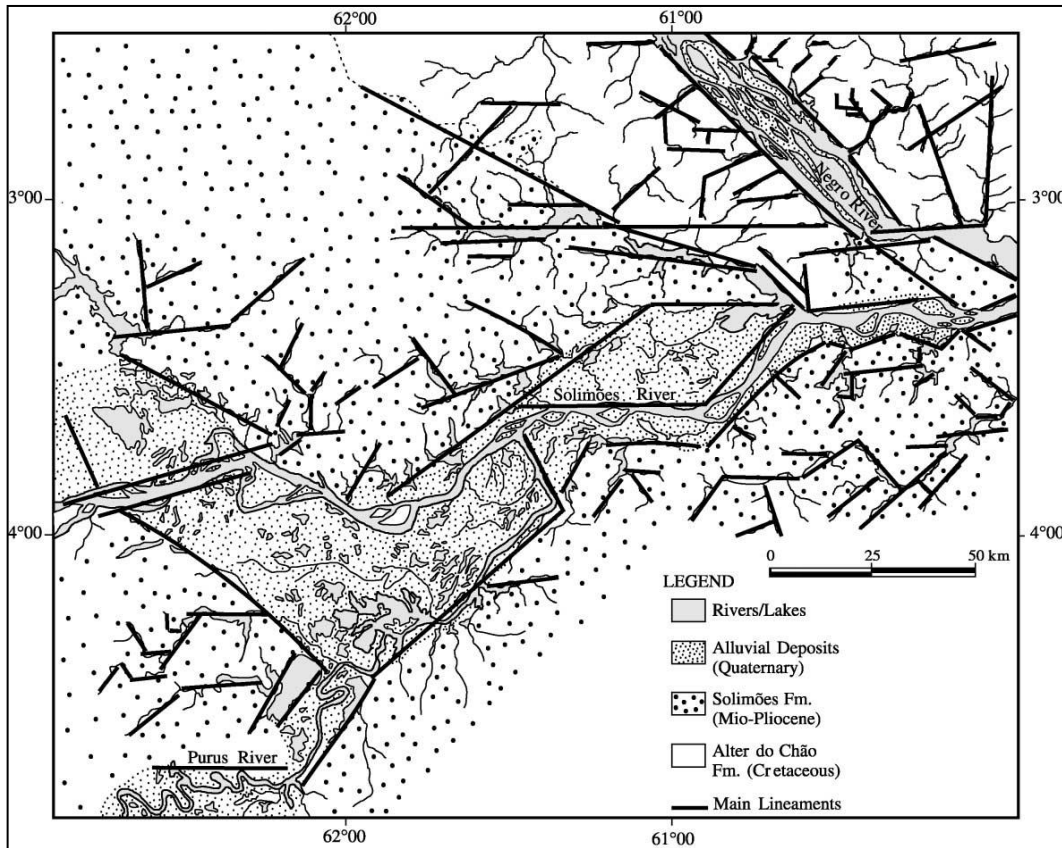 62°00
61°00
Negro River
3°00
3°00
Solimões River
4°00
4°00
0
25
50 km
LEGEND
Rivers/Lakes
Alluvial Deposits
(Quaternary)
Solimões Fm.
(Mio-Pliocene)
Alter do Chão
Fm. (Cretaceous)
Main Lineaments
Purus River
62°00
61°00